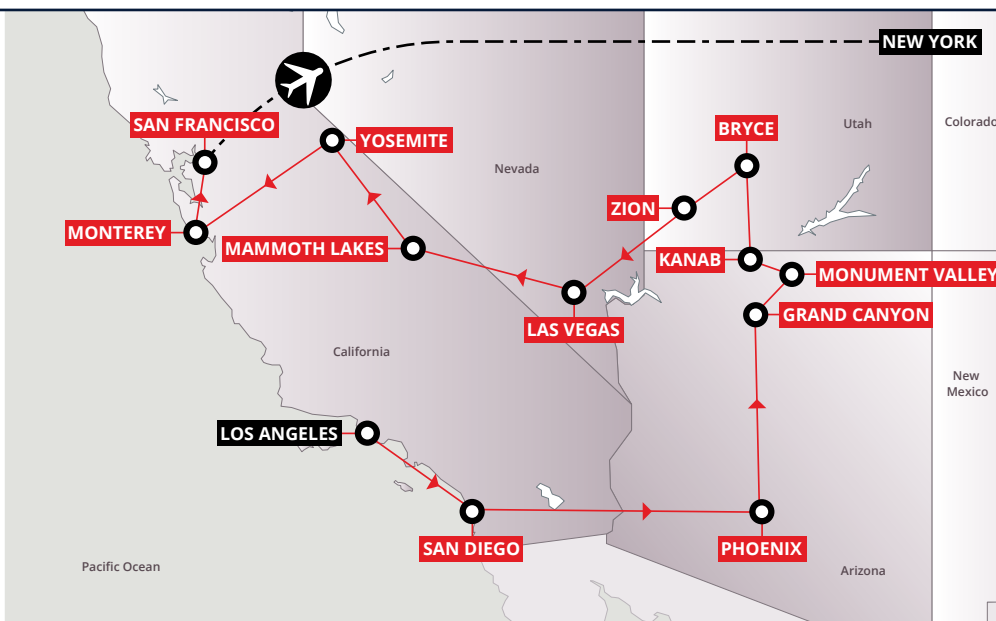 NEW YORK
SAN FRANCISCO
BRYCE
Utah
Colorado
YOSEMITE
Nevada
ZION
MONTEREY
MAMMOTH LAKES
KANAB
MONUMENT VALLEY
GRAND CANYON
LAS VEGAS
California
New
Mexico
LOS ANGELES
SAN DIEGO
PHOENIX
Pacific Ocean
Arizona